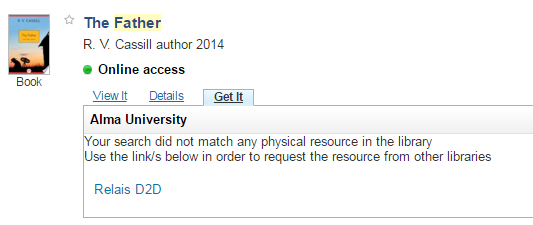 The Father
R. V. Cassill author 2014
Online access
Book
View It Details Get It
Alma University
Your search did not match any physical resource in the library
Use the link/s below in order to request the resource from other libraries
Relais D2D